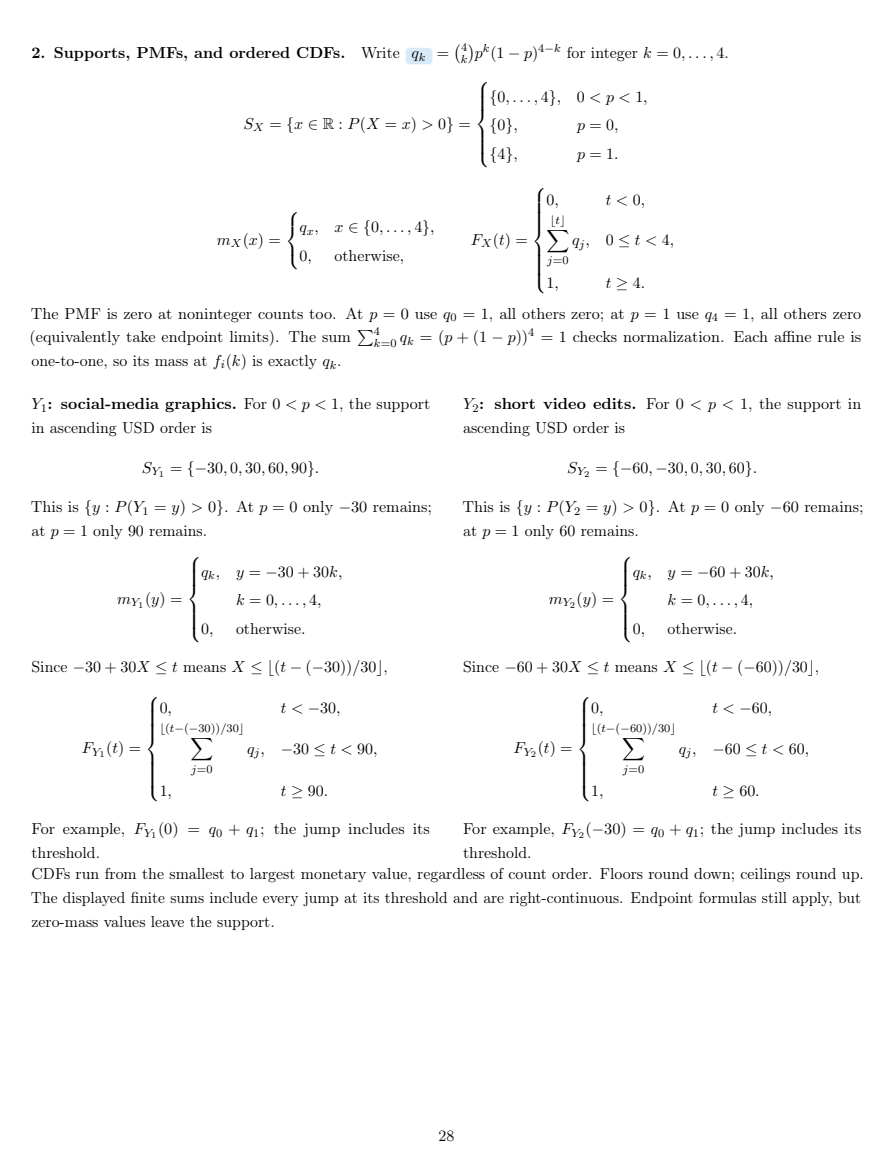 2. Supports, PMFs, and ordered CDFs. Write q_k = \binom{4}{k} p^k (1 − p)^{4−k} for integer k = 0, . . . , 4.
S_X = {x ∈ ℝ : P(X = x) > 0} = { {0, . . . , 4}, 0 < p < 1,
{0}, p = 0,
{4}, p = 1.
m_X(x) = { q_x, x ∈ {0, . . . , 4},
0, otherwise,
F_X(t) = { 0, t < 0,
\sum_{j=0}^{⌊t⌋} q_j, 0 ≤ t < 4,
1, t ≥ 4.
The PMF is zero at noninteger counts too. At p = 0 use q_0 = 1, all others zero; at p = 1 use q_4 = 1, all others zero
(equivalently take endpoint limits). The sum \sum_{k=0}^{4} q_k = (p + (1 − p))^4 = 1 checks normalization. Each affine rule is
one-to-one, so its mass at f_i(k) is exactly q_k.
Y_1: social-media graphics. For 0 < p < 1, the support
in ascending USD order is
S_{Y_1} = {−30, 0, 30, 60, 90}.
This is {y : P(Y_1 = y) > 0}. At p = 0 only −30 remains;
at p = 1 only 90 remains.
m_{Y_1}(y) = { q_k, y = −30 + 30k,
k = 0, . . . , 4,
0, otherwise.
Since −30 + 30X ≤ t means X ≤ ⌊(t − (−30))/30⌋,
F_{Y_1}(t) = { 0, t < −30,
\sum_{j=0}^{⌊(t−(−30))/30⌋} q_j, −30 ≤ t < 90,
1, t ≥ 90.
For example, F_{Y_1}(0) = q_0 + q_1; the jump includes its
threshold.
Y_2: short video edits. For 0 < p < 1, the support in
ascending USD order is
S_{Y_2} = {−60, −30, 0, 30, 60}.
This is {y : P(Y_2 = y) > 0}. At p = 0 only −60 remains;
at p = 1 only 60 remains.
m_{Y_2}(y) = { q_k, y = −60 + 30k,
k = 0, . . . , 4,
0, otherwise.
Since −60 + 30X ≤ t means X ≤ ⌊(t − (−60))/30⌋,
F_{Y_2}(t) = { 0, t < −60,
\sum_{j=0}^{⌊(t−(−60))/30⌋} q_j, −60 ≤ t < 60,
1, t ≥ 60.
For example, F_{Y_2}(−30) = q_0 + q_1; the jump includes its
threshold.
CDFs run from the smallest to largest monetary value, regardless of count order. Floors round down; ceilings round up.
The displayed finite sums include every jump at its threshold and are right-continuous. Endpoint formulas still apply, but
zero-mass values leave the support.
28